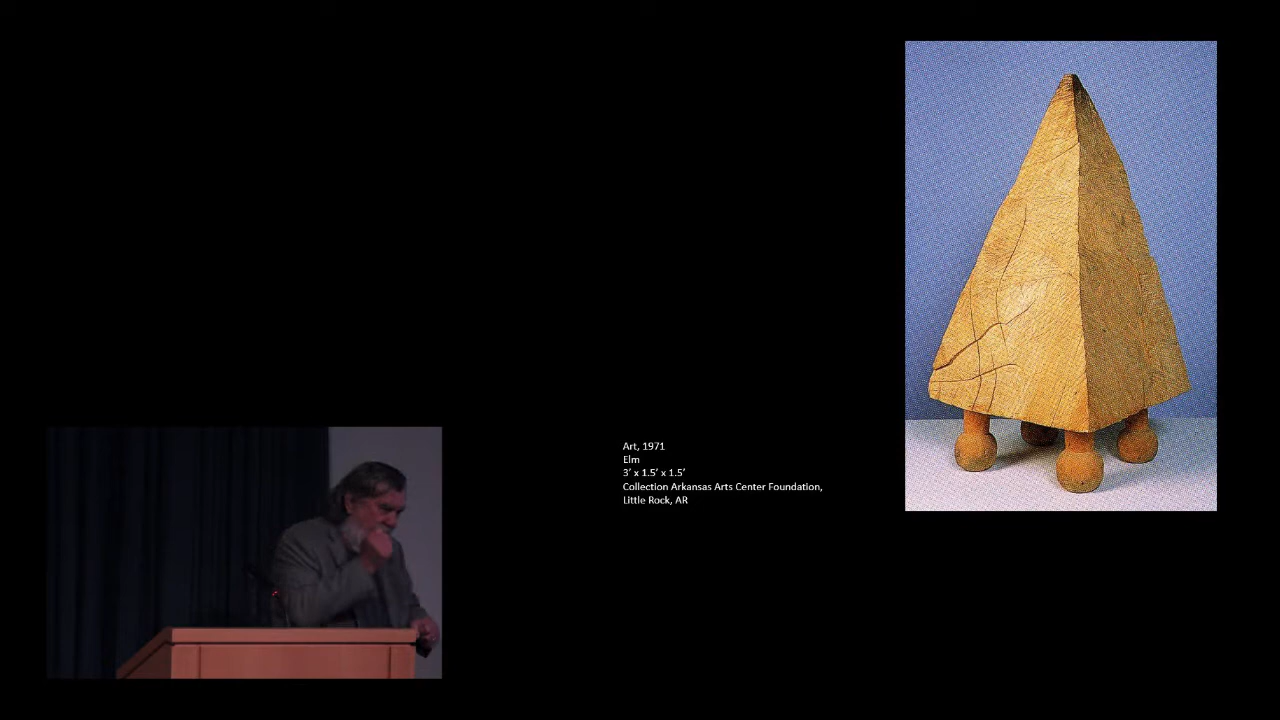 Art, 1971
Elm
3’ x 1.5’ x 1.5’
Collection Arkansas Arts Center Foundation,
Little Rock, AR